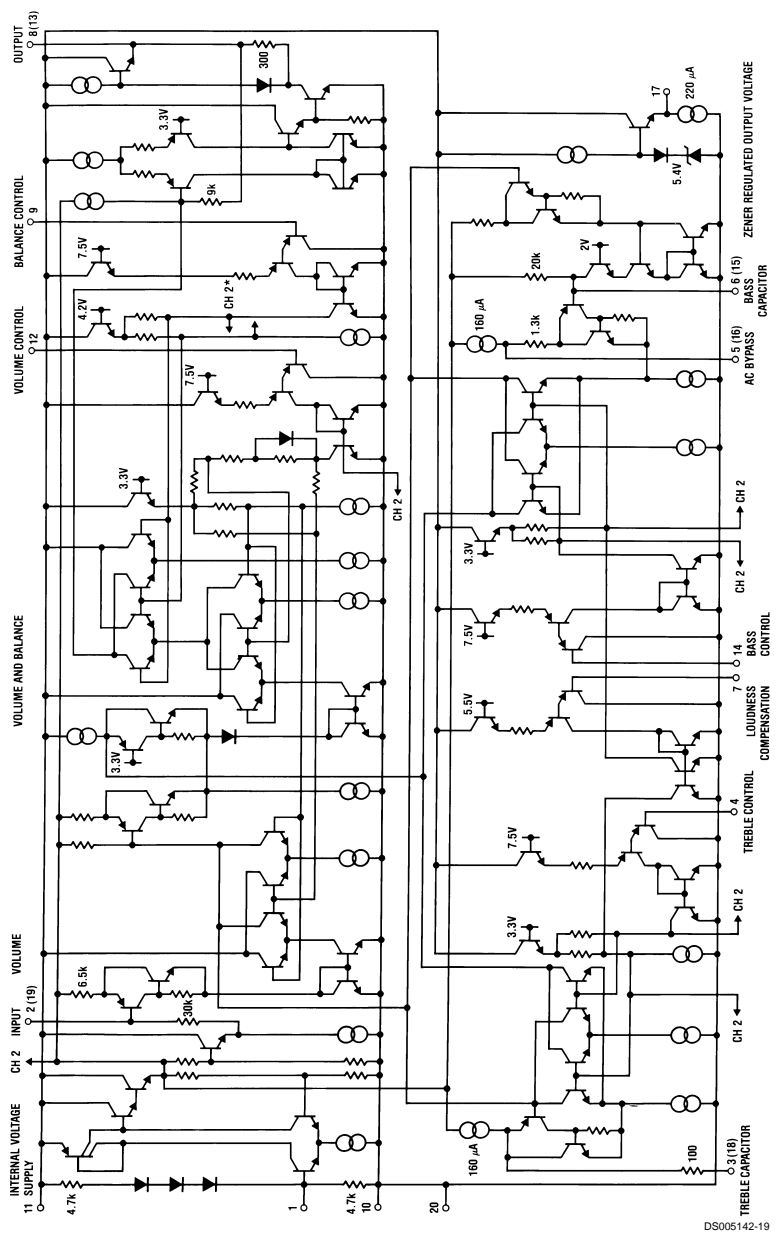 INTERNAL VOLTAGE
SUPPLY
11
4.7k
1
4.7k
10
20
CH 2
INPUT
2 (19)
30k
6.5k
VOLUME
3.3V
VOLUME AND BALANCE
3.3V
CH 2
7.5V
VOLUME CONTROL
12
4.2V
CH 2*
7.5V
BALANCE CONTROL
9
9k
3.3V
300
OUTPUT
8 (13)
TREBLE CAPACITOR
3 (18)
100
160 μA
CH 2
3.3V
CH 2
7.5V
TREBLE CONTROL
4
5.5V
LOUDNESS
COMPENSATION
7
7.5V
14
BASS
CONTROL
3.3V
CH 2
CH 2
AC BYPASS
5 (16)
160 μA
1.3k
20k
2V
6 (15)
BASS
CAPACITOR
ZENER REGULATED OUTPUT VOLTAGE
5.4V
17
220 μA
DS005142-19